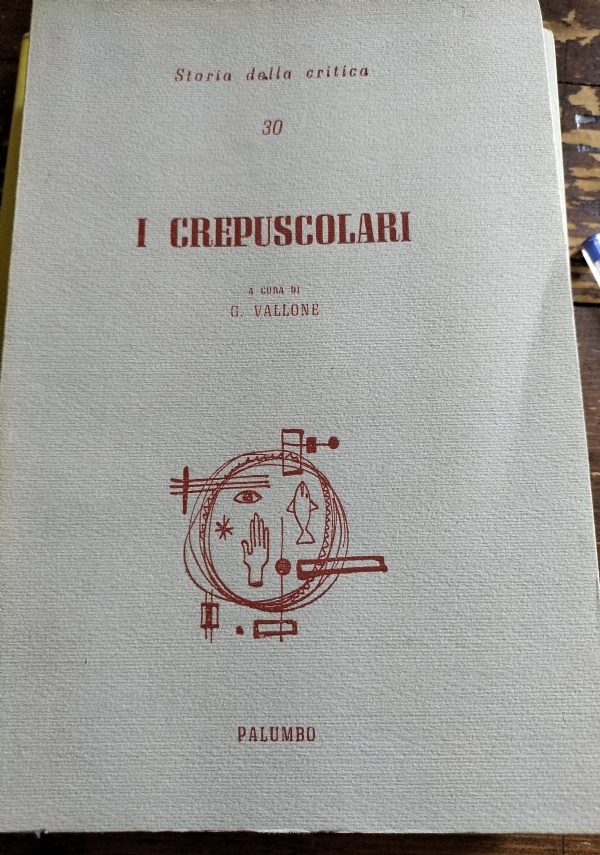 Storia della critica
30
I CREPUSCOLARI
A CURA DI
G. VALLONE
PALUMBO